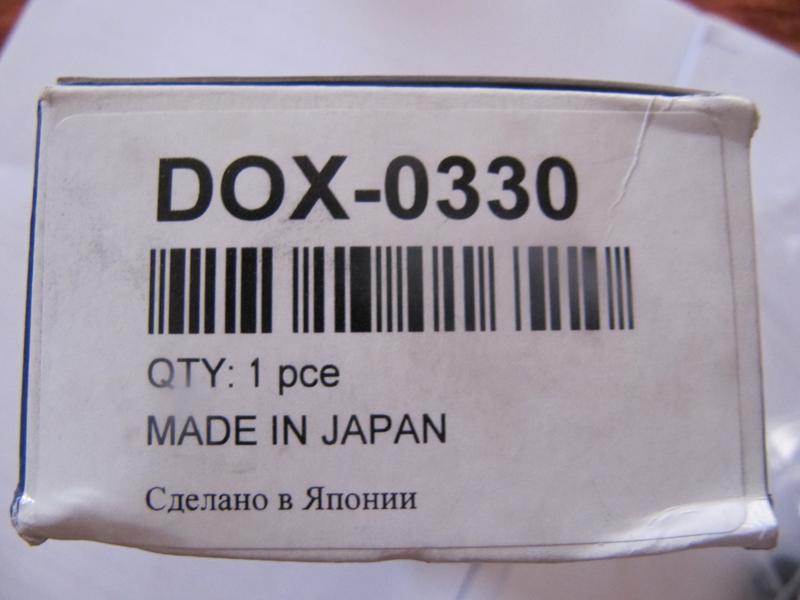 DOX-0330
QTY: 1 pce
MADE IN JAPAN
Сделано в Японии